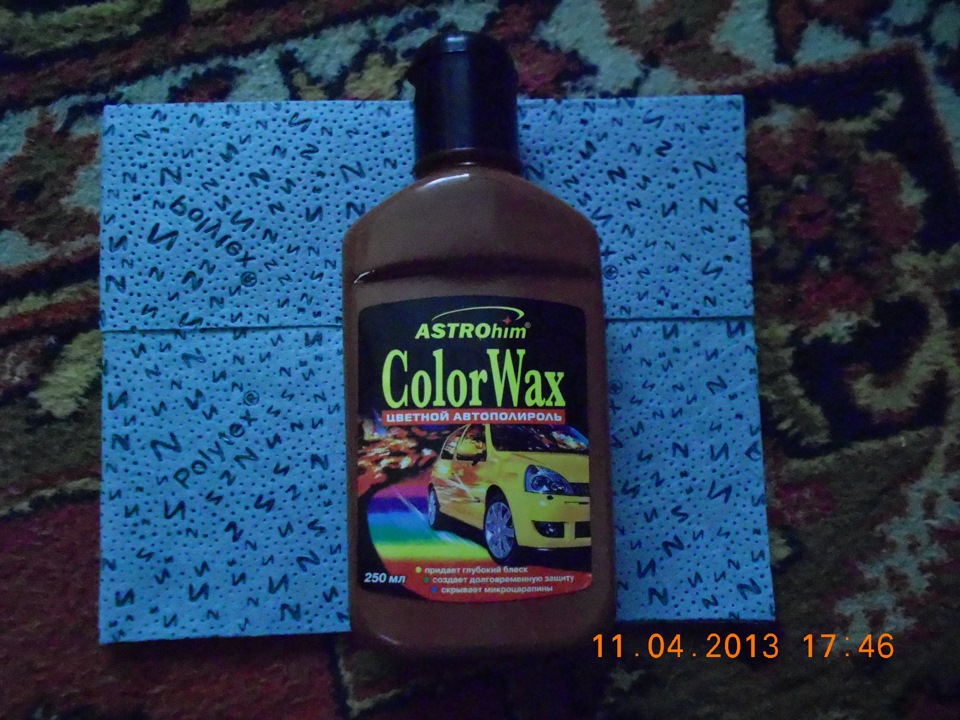 polytex®
polytex®
ASTROhim®
ColorWax
ЦВЕТНОЙ АВТОПОЛИРОЛЬ
250 мл
придает глубокий блеск
создает долговременную защиту
скрывает микроцарапины
11.04.2013 17:46